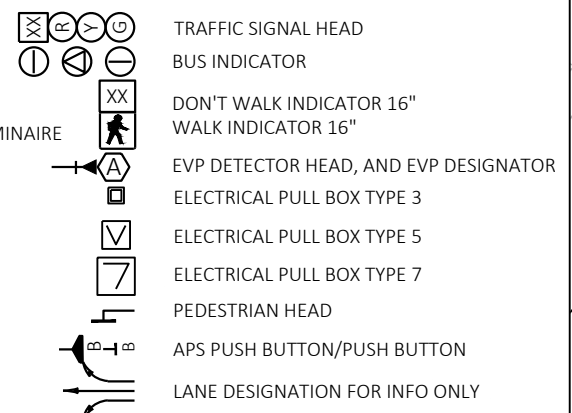 XX R Y G TRAFFIC SIGNAL HEAD
BUS INDICATOR
XX DON'T WALK INDICATOR 16"
MINAIRE WALK INDICATOR 16"
A EVP DETECTOR HEAD, AND EVP DESIGNATOR
ELECTRICAL PULL BOX TYPE 3
V ELECTRICAL PULL BOX TYPE 5
7 ELECTRICAL PULL BOX TYPE 7
PEDESTRIAN HEAD
B B APS PUSH BUTTON/PUSH BUTTON
LANE DESIGNATION FOR INFO ONLY